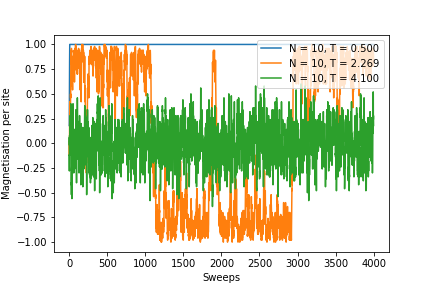 1.00
0.75
0.50
0.25
0.00
−0.25
−0.50
−0.75
−1.00
Magnetisation per site
N = 10, T = 0.500
N = 10, T = 2.269
N = 10, T = 4.100
0 500 1000 1500 2000 2500 3000 3500 4000
Sweeps